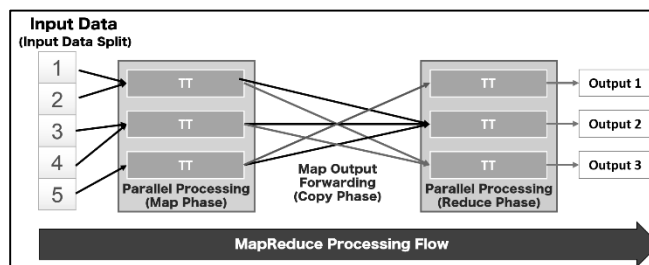 Input Data
(Input Data Split)
1
2
3
4
5
TT
TT
TT
Parallel Processing
(Map Phase)
Map Output
Forwarding
(Copy Phase)
TT
TT
TT
Parallel Processing
(Reduce Phase)
Output 1
Output 2
Output 3
MapReduce Processing Flow